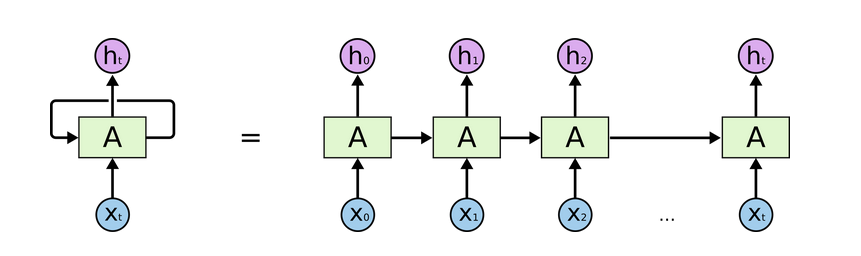 hₜ h₀ h₁ h₂ hₜ
A = A A A A
xₜ x₀ x₁ x₂ ... xₜ